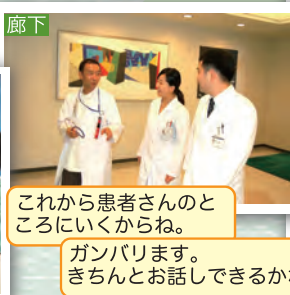 廊下
これから患者さんのと
ころにいくからね。
ガンバリます。
きちんとお話しできるか